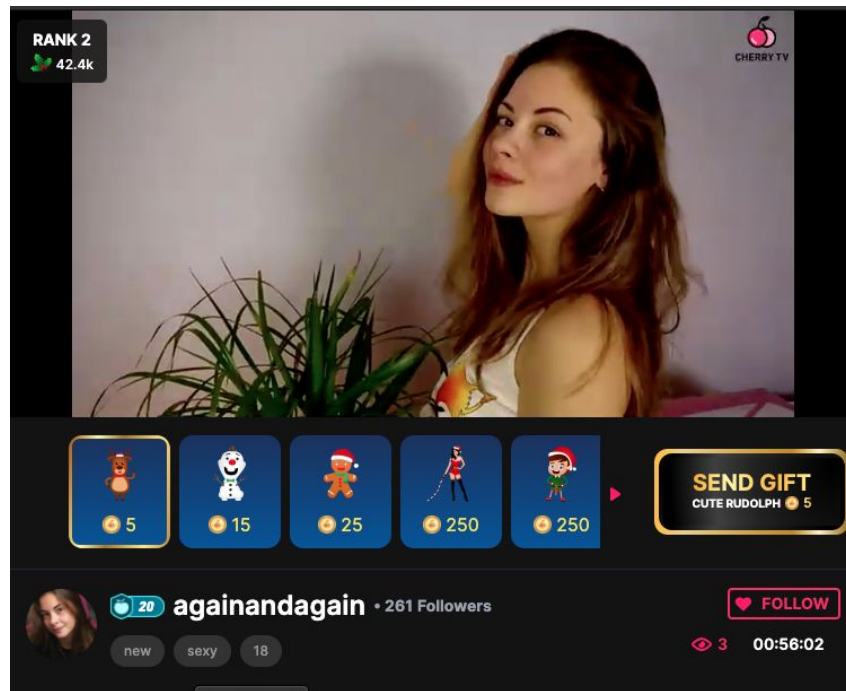 RANK 2
42.4k
CHERRY TV
5
15
25
250
250
SEND GIFT
CUTE RUDOLPH 5
20 againandagain • 261 Followers
FOLLOW
new sexy 18
3 00:56:02